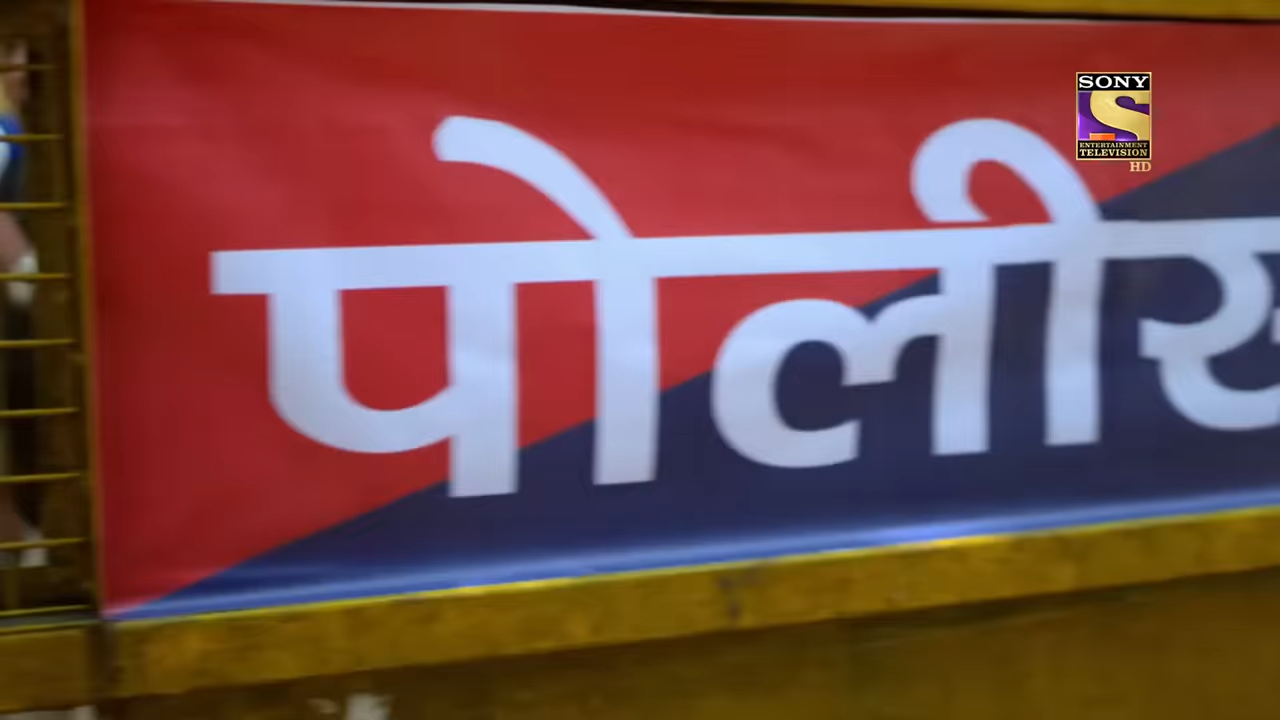 पोलीस
SONY
ENTERTAINMENT
TELEVISION
HD